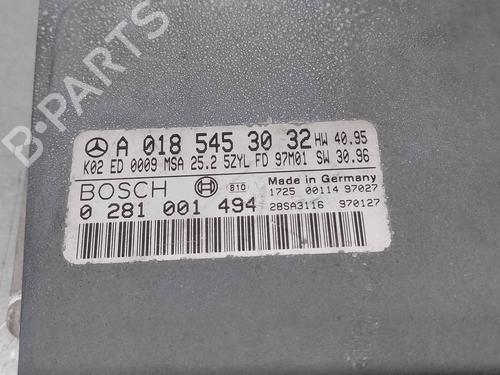 B-PARTS
A 018 545 30 32 HW 40.95
K02 ED 0009 MSA 25.2 5ZYL FD 97M01 SW 30.96
BOSCH 810 Made in Germany
1725 00114 97027
0 281 001 494 28SA3116 970127